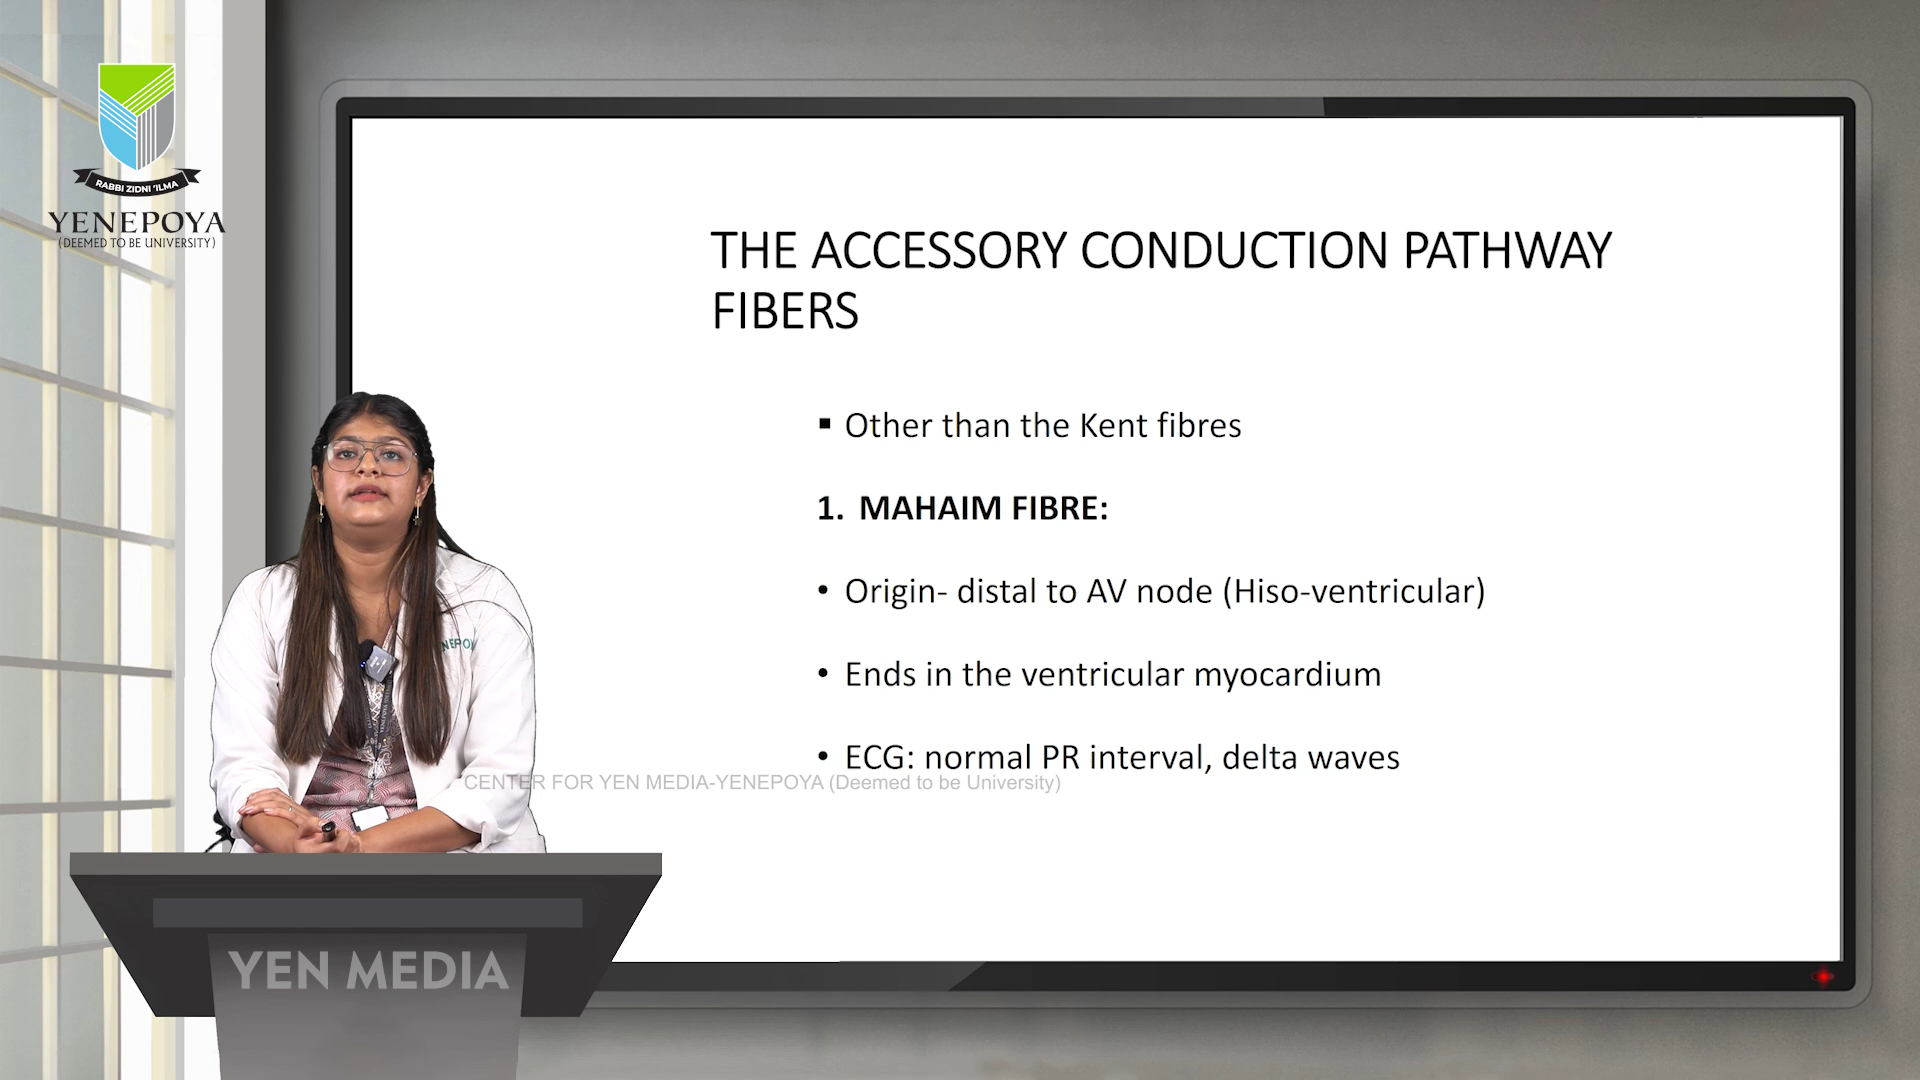 RABBI ZIDNI 'ILMA
YENEPOYA
(DEEMED TO BE UNIVERSITY)
THE ACCESSORY CONDUCTION PATHWAY
FIBERS
▪ Other than the Kent fibres
1. MAHAIM FIBRE:
• Origin- distal to AV node (Hiso-ventricular)
• Ends in the ventricular myocardium
• ECG: normal PR interval, delta waves
CENTER FOR YEN MEDIA-YENEPOYA (Deemed to be University)
YEN MEDIA